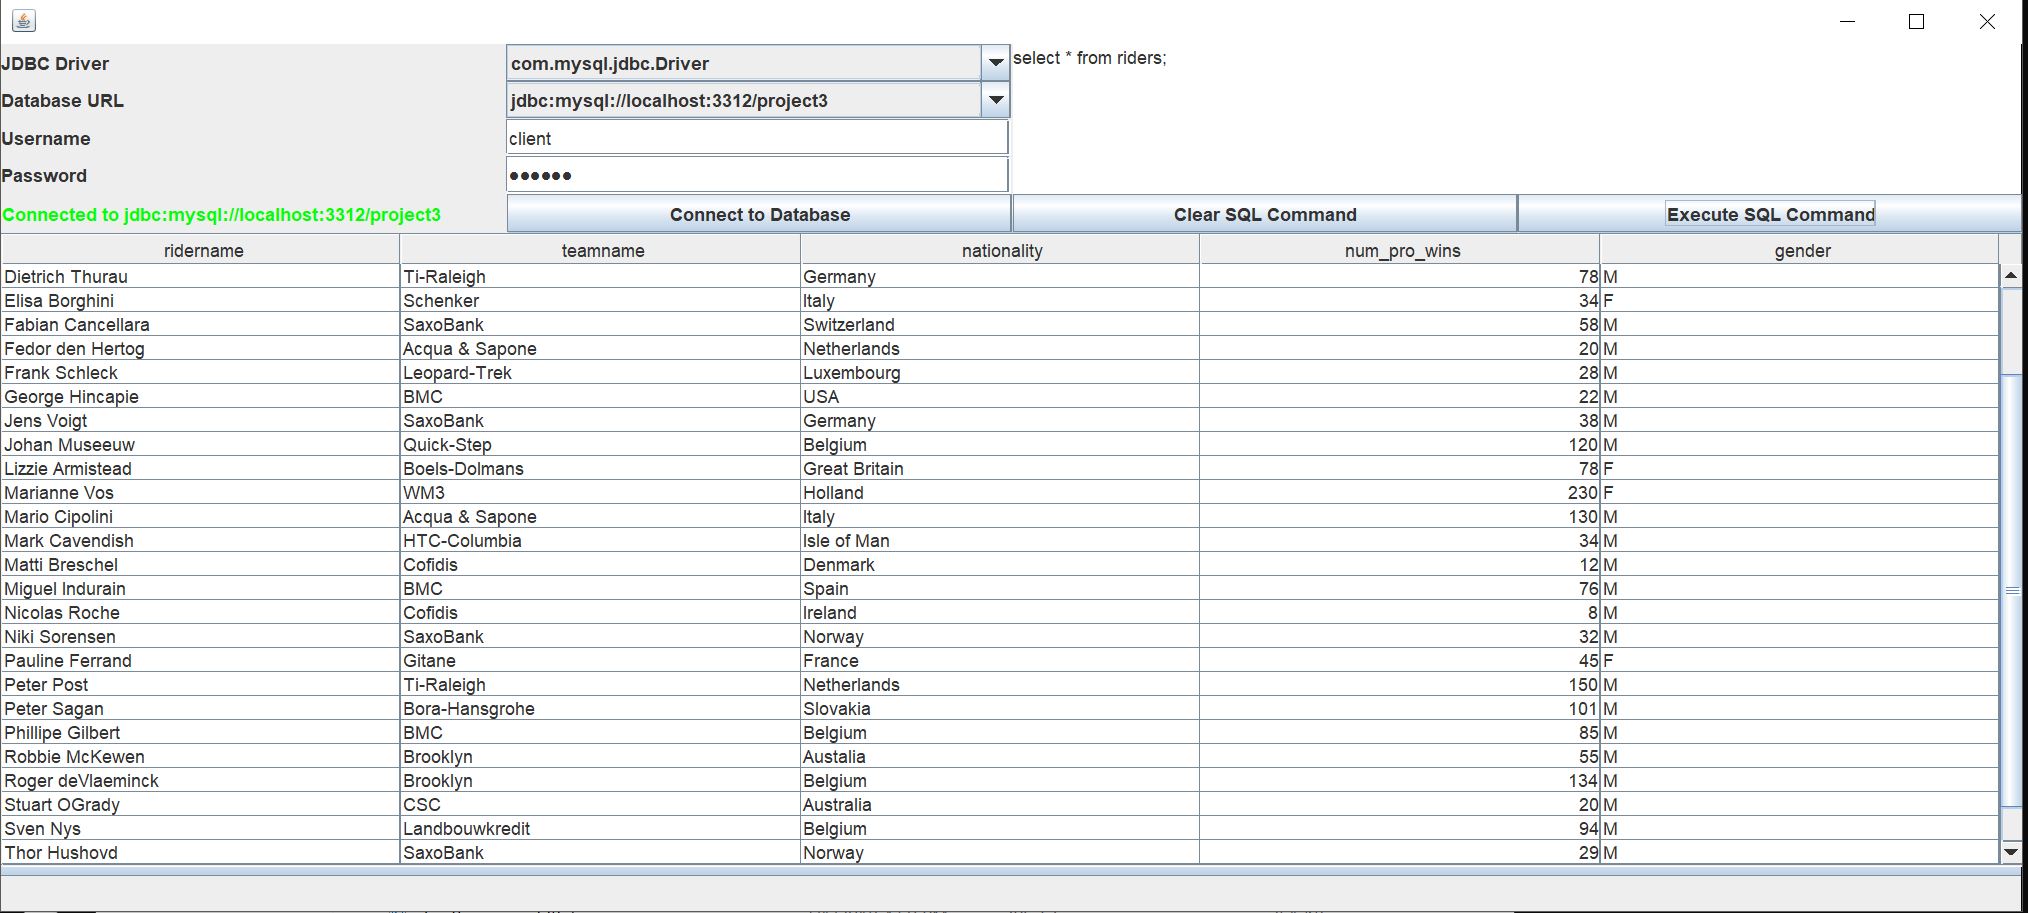 JDBC Driver com.mysql.jdbc.Driver select * from riders;
Database URL jdbc:mysql://localhost:3312/project3
Username client
Password ●●●●●●
Connected to jdbc:mysql://localhost:3312/project3 Connect to Database Clear SQL Command Execute SQL Command
ridername teamname nationality num_pro_wins gender
Dietrich Thurau Ti-Raleigh Germany 78 M
Elisa Borghini Schenker Italy 34 F
Fabian Cancellara SaxoBank Switzerland 58 M
Fedor den Hertog Acqua & Sapone Netherlands 20 M
Frank Schleck Leopard-Trek Luxembourg 28 M
George Hincapie BMC USA 22 M
Jens Voigt SaxoBank Germany 38 M
Johan Museeuw Quick-Step Belgium 120 M
Lizzie Armistead Boels-Dolmans Great Britain 78 F
Marianne Vos WM3 Holland 230 F
Mario Cipolini Acqua & Sapone Italy 130 M
Mark Cavendish HTC-Columbia Isle of Man 34 M
Matti Breschel Cofidis Denmark 12 M
Miguel Indurain BMC Spain 76 M
Nicolas Roche Cofidis Ireland 8 M
Niki Sorensen SaxoBank Norway 32 M
Pauline Ferrand Gitane France 45 F
Peter Post Ti-Raleigh Netherlands 150 M
Peter Sagan Bora-Hansgrohe Slovakia 101 M
Phillipe Gilbert BMC Belgium 85 M
Robbie McKewen Brooklyn Austalia 55 M
Roger deVlaeminck Brooklyn Belgium 134 M
Stuart OGrady CSC Australia 20 M
Sven Nys Landbouwkredit Belgium 94 M
Thor Hushovd SaxoBank Norway 29 M